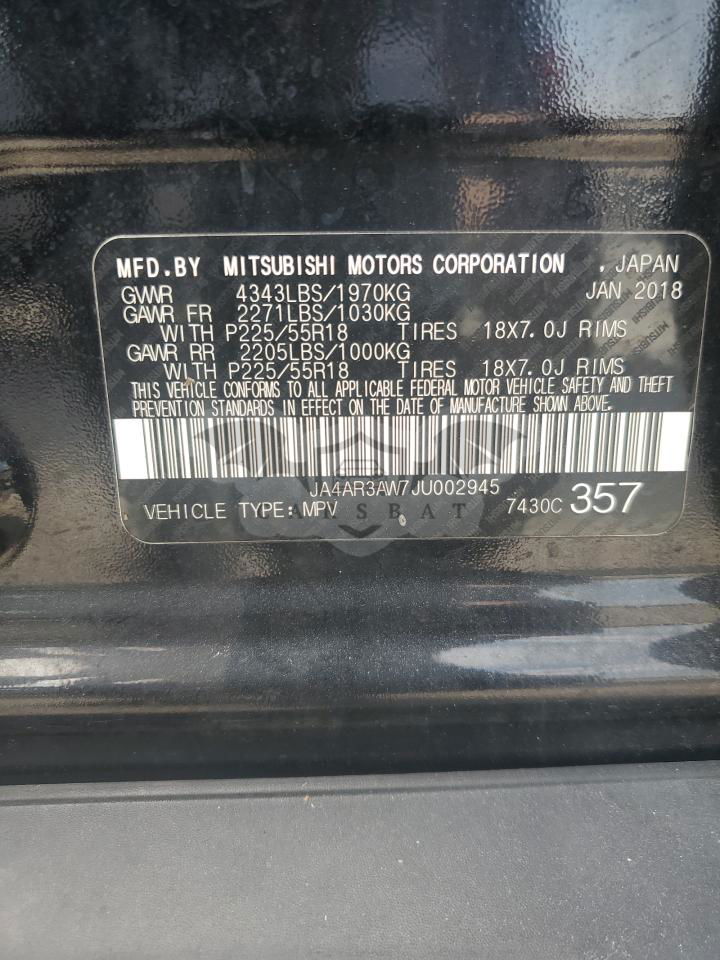 MFD.BY MITSUBISHI MOTORS CORPORATION , JAPAN
GVWR 4343LBS/1970KG JAN 2018
GAWR FR 2271LBS/1030KG
WITH P225/55R18 TIRES 18X7.0J RIMS
GAWR RR 2205LBS/1000KG
WITH P225/55R18 TIRES 18X7.0J RIMS
THIS VEHICLE CONFORMS TO ALL APPLICABLE FEDERAL MOTOR VEHICLE SAFETY AND THEFT
PREVENTION STANDARDS IN EFFECT ON THE DATE OF MANUFACTURE SHOWN ABOVE.
JA4AR3AW7JU002945
VEHICLE TYPE: MPV 7430C 357